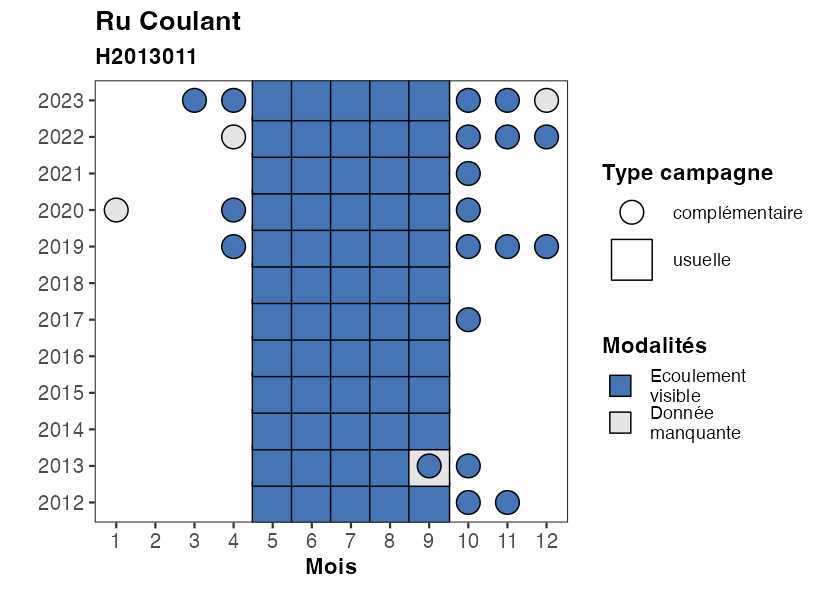 Ru Coulant
H2013011
2023
2022
2021
2020
2019
2018
2017
2016
2015
2014
2013
2012
1 2 3 4 5 6 7 8 9 10 11 12
Mois
Type campagne
complémentaire
usuelle
Modalités
Ecoulement
visible
Donnée
manquante